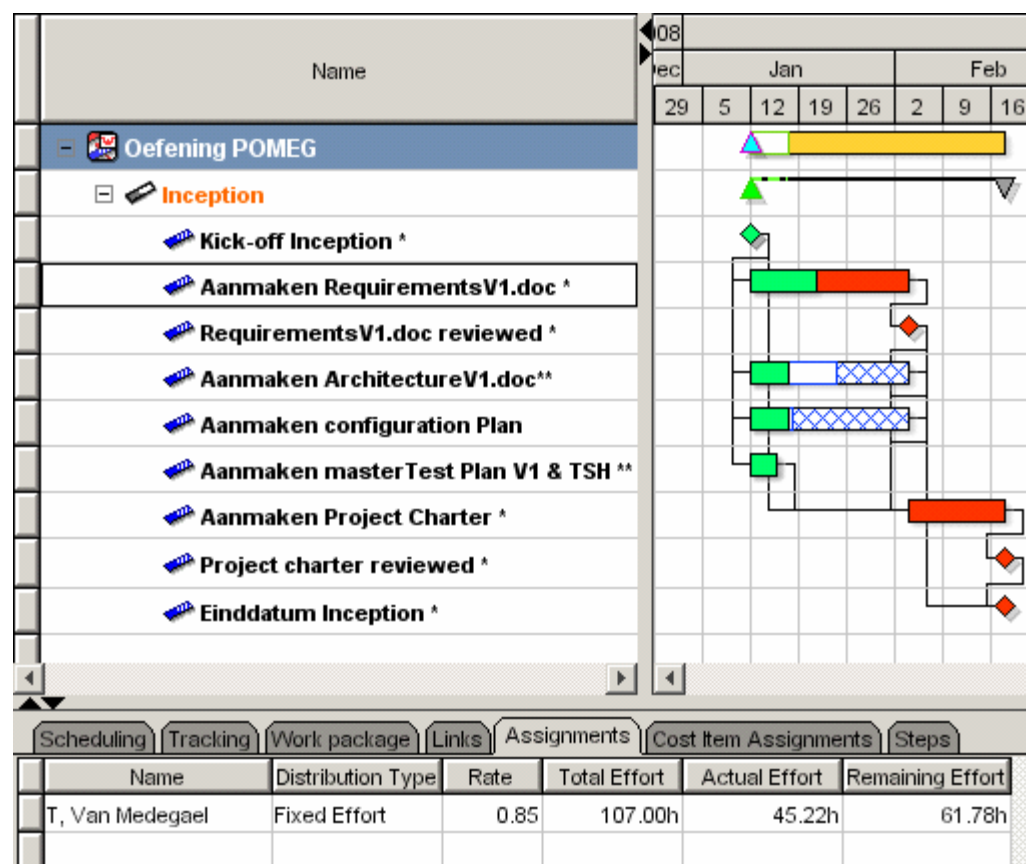 08
Name
ec Jan Feb
29 5 12 19 26 2 9 16
Oefening POMEG
Inception
Kick-off Inception *
Aanmaken RequirementsV1.doc *
RequirementsV1.doc reviewed *
Aanmaken ArchitectureV1.doc**
Aanmaken configuration Plan
Aanmaken masterTest Plan V1 & TSH **
Aanmaken Project Charter *
Project charter reviewed *
Einddatum Inception *
Scheduling Tracking Work package Links Assignments Cost Item Assignments Steps
Name Distribution Type Rate Total Effort Actual Effort Remaining Effort
T, Van Medegael Fixed Effort 0.85 107.00h 45.22h 61.78h